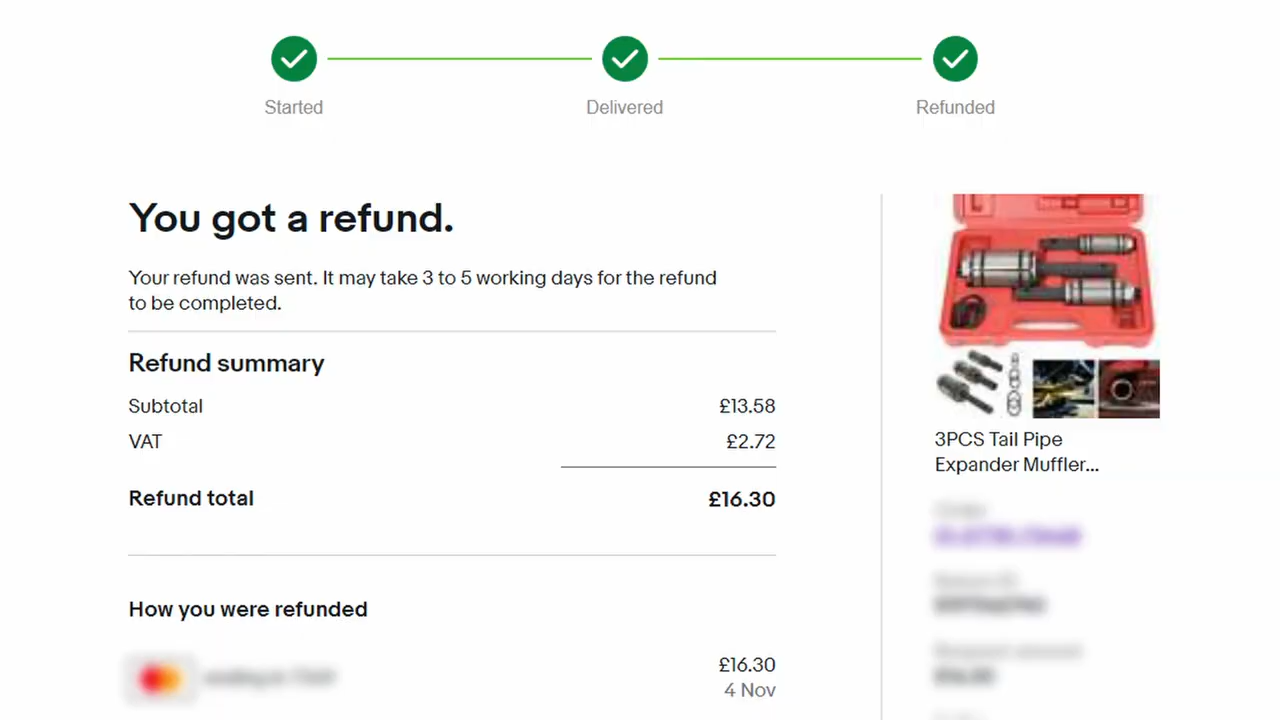 Started
Delivered
Refunded
You got a refund.
Your refund was sent. It may take 3 to 5 working days for the refund
to be completed.
Refund summary
Subtotal £13.58
VAT £2.72
Refund total £16.30
How you were refunded
£16.30
4 Nov
3PCS Tail Pipe
Expander Muffler...